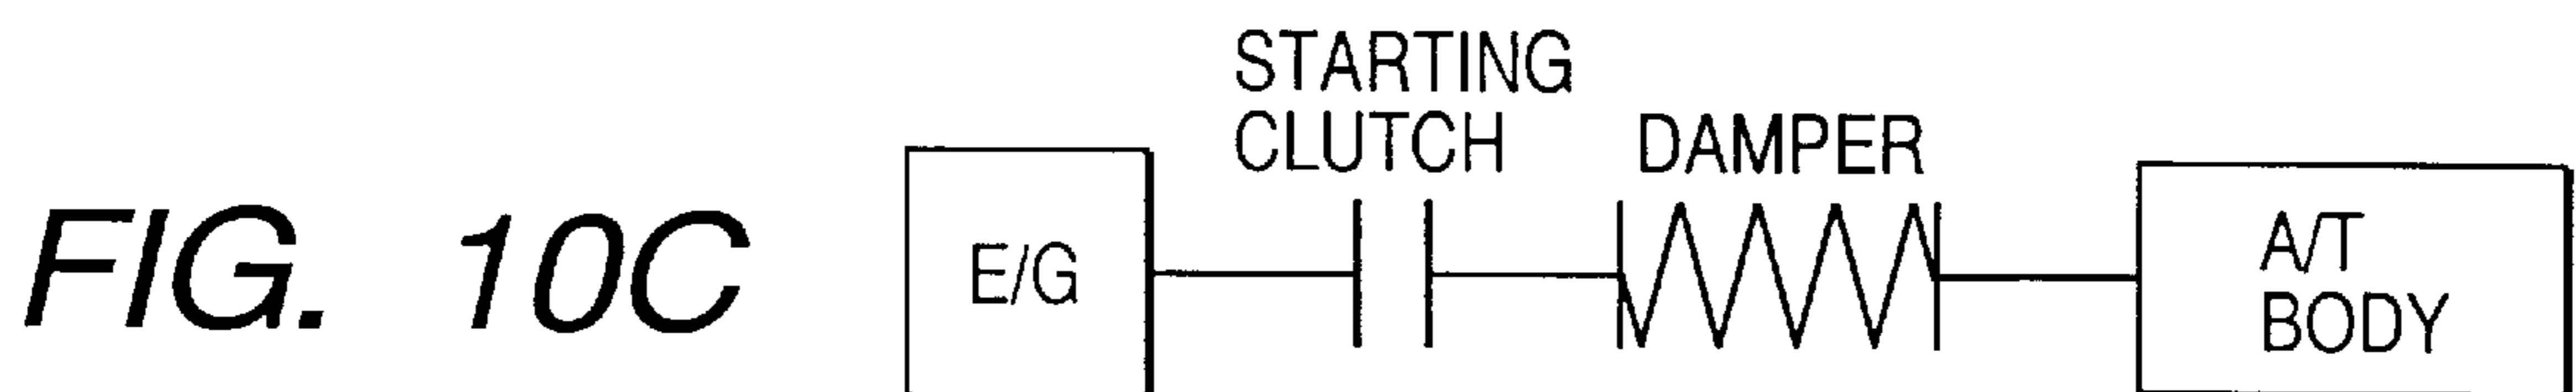 FIG. 10C
E/G
STARTING
CLUTCH
DAMPER
A/T
BODY